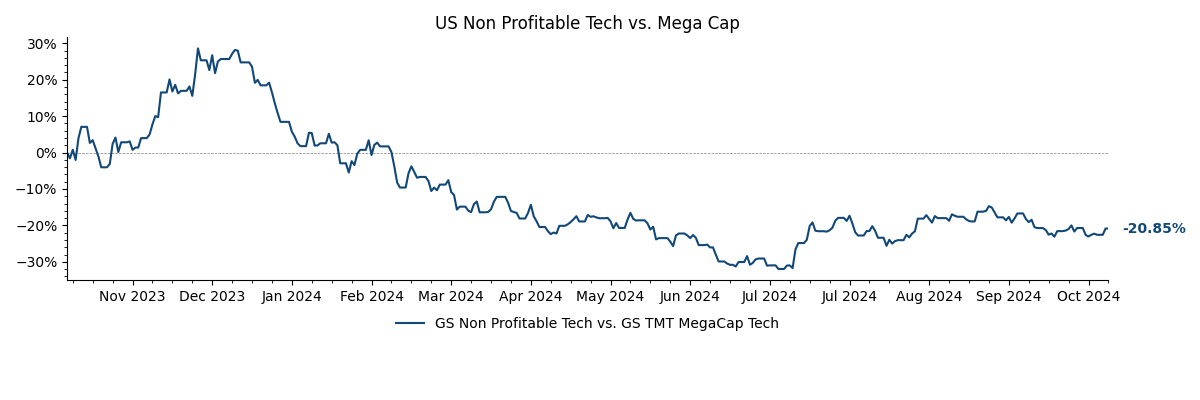 US Non Profitable Tech vs. Mega Cap
30%
20%
10%
0%
−10%
−20%
−30%
-20.85%
Nov 2023 Dec 2023 Jan 2024 Feb 2024 Mar 2024 Apr 2024 May 2024 Jun 2024 Jul 2024 Jul 2024 Aug 2024 Sep 2024 Oct 2024
GS Non Profitable Tech vs. GS TMT MegaCap Tech